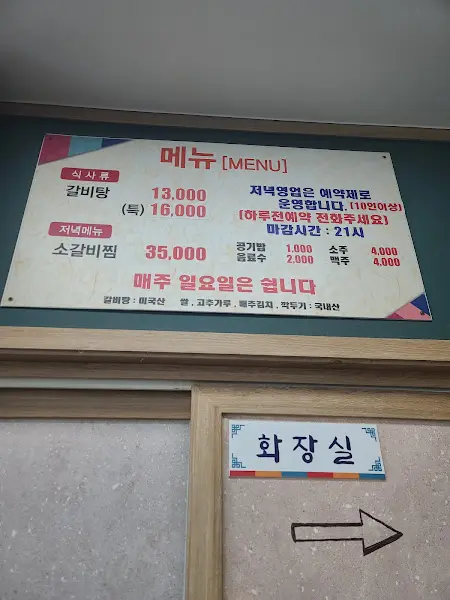 메뉴 [MENU]
식사류
갈비탕 13,000
(특) 16,000
저녁영업은 예약제로
운영합니다. (10인이상)
(하루전예약 전화주세요)
마감시간 : 21시
저녁메뉴
소갈비찜 35,000
공기밥 1,000 소주 4,000
음료수 2,000 맥주 4,000
매주 일요일은 쉽니다
갈비탕 : 미국산 쌀 , 고추가루 , 배추김치 , 깍두기 : 국내산
화장실